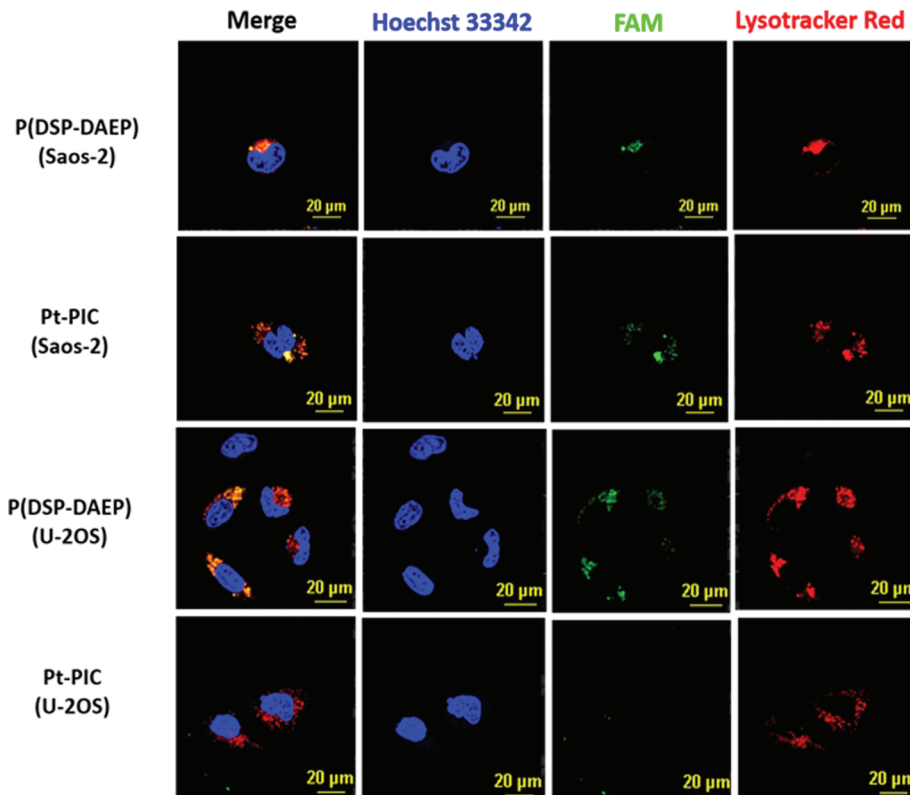 Merge Hoechst 33342 FAM Lysotracker Red
P(DSP-DAEP)
(Saos-2)
20 µm 20 µm 20 µm 20 µm
Pt-PIC
(Saos-2)
20 µm 20 µm 20 µm 20 µm
P(DSP-DAEP)
(U-2OS)
20 µm 20 µm 20 µm 20 µm
Pt-PIC
(U-2OS)
20 µm 20 µm 20 µm 20 µm